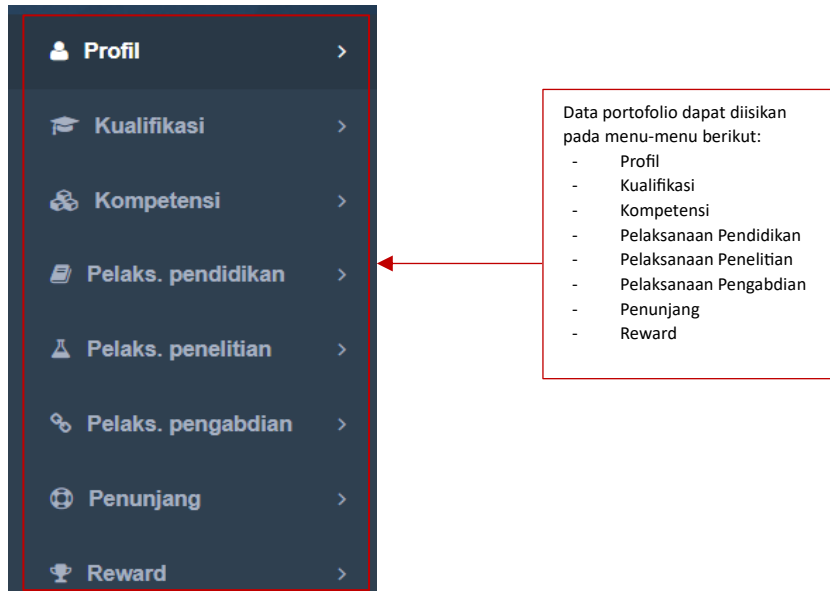 Profil
Kualifikasi
Kompetensi
Pelaks. pendidikan
Pelaks. penelitian
Pelaks. pengabdian
Penunjang
Reward
Data portofolio dapat diisikan
pada menu-menu berikut:
- Profil
- Kualifikasi
- Kompetensi
- Pelaksanaan Pendidikan
- Pelaksanaan Penelitian
- Pelaksanaan Pengabdian
- Penunjang
- Reward